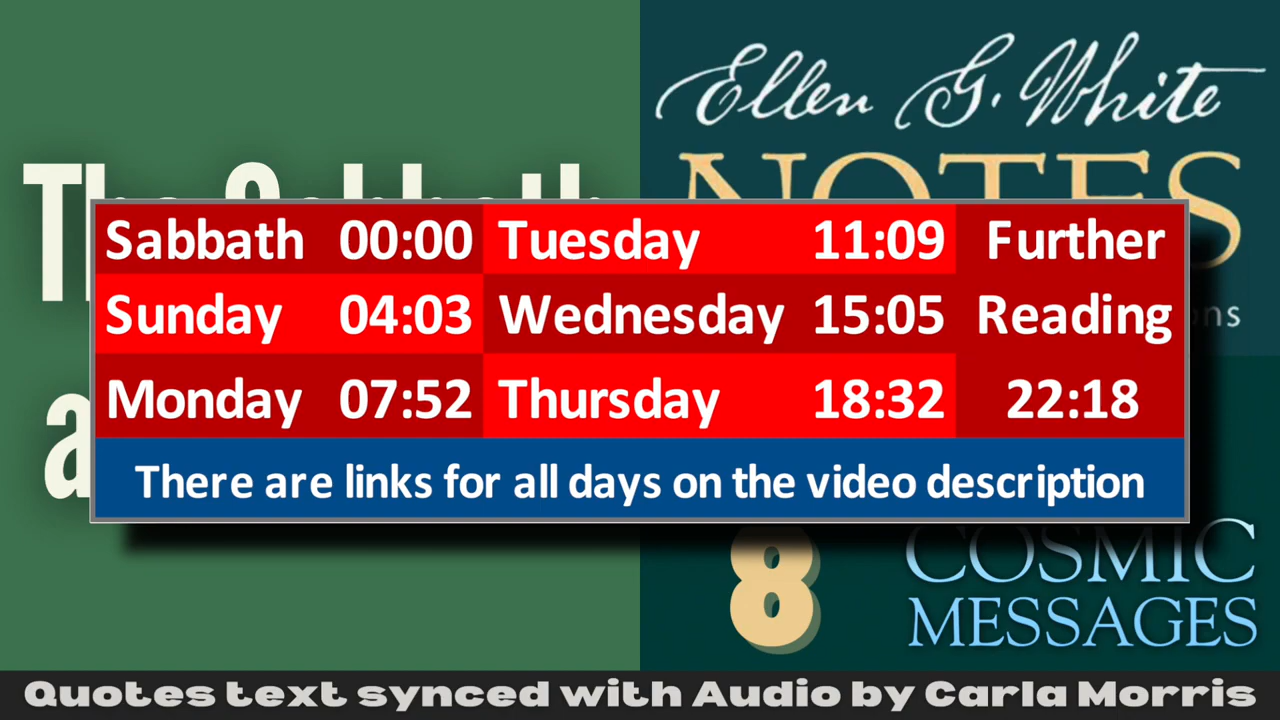 Ellen G. White
NOTES
Sabbath 00:00 Tuesday 11:09 Further
Sunday 04:03 Wednesday 15:05 Reading
Monday 07:52 Thursday 18:32 22:18
There are links for all days on the video description
8
COSMIC
MESSAGES
Quotes text synced with Audio by Carla Morris